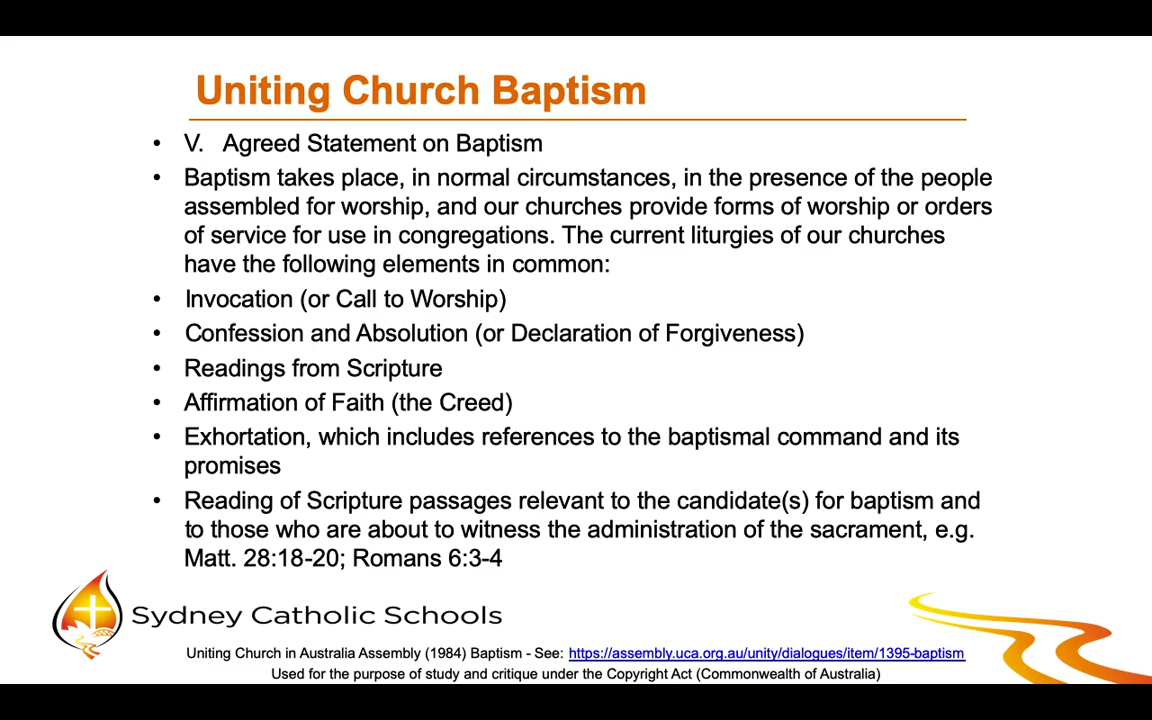 Uniting Church Baptism
• V. Agreed Statement on Baptism
• Baptism takes place, in normal circumstances, in the presence of the people
assembled for worship, and our churches provide forms of worship or orders
of service for use in congregations. The current liturgies of our churches
have the following elements in common:
• Invocation (or Call to Worship)
• Confession and Absolution (or Declaration of Forgiveness)
• Readings from Scripture
• Affirmation of Faith (the Creed)
• Exhortation, which includes references to the baptismal command and its
promises
• Reading of Scripture passages relevant to the candidate(s) for baptism and
to those who are about to witness the administration of the sacrament, e.g.
Matt. 28:18-20; Romans 6:3-4
Sydney Catholic Schools
Uniting Church in Australia Assembly (1984) Baptism - See: https://assembly.uca.org.au/unity/dialogues/item/1395-baptism
Used for the purpose of study and critique under the Copyright Act (Commonwealth of Australia)